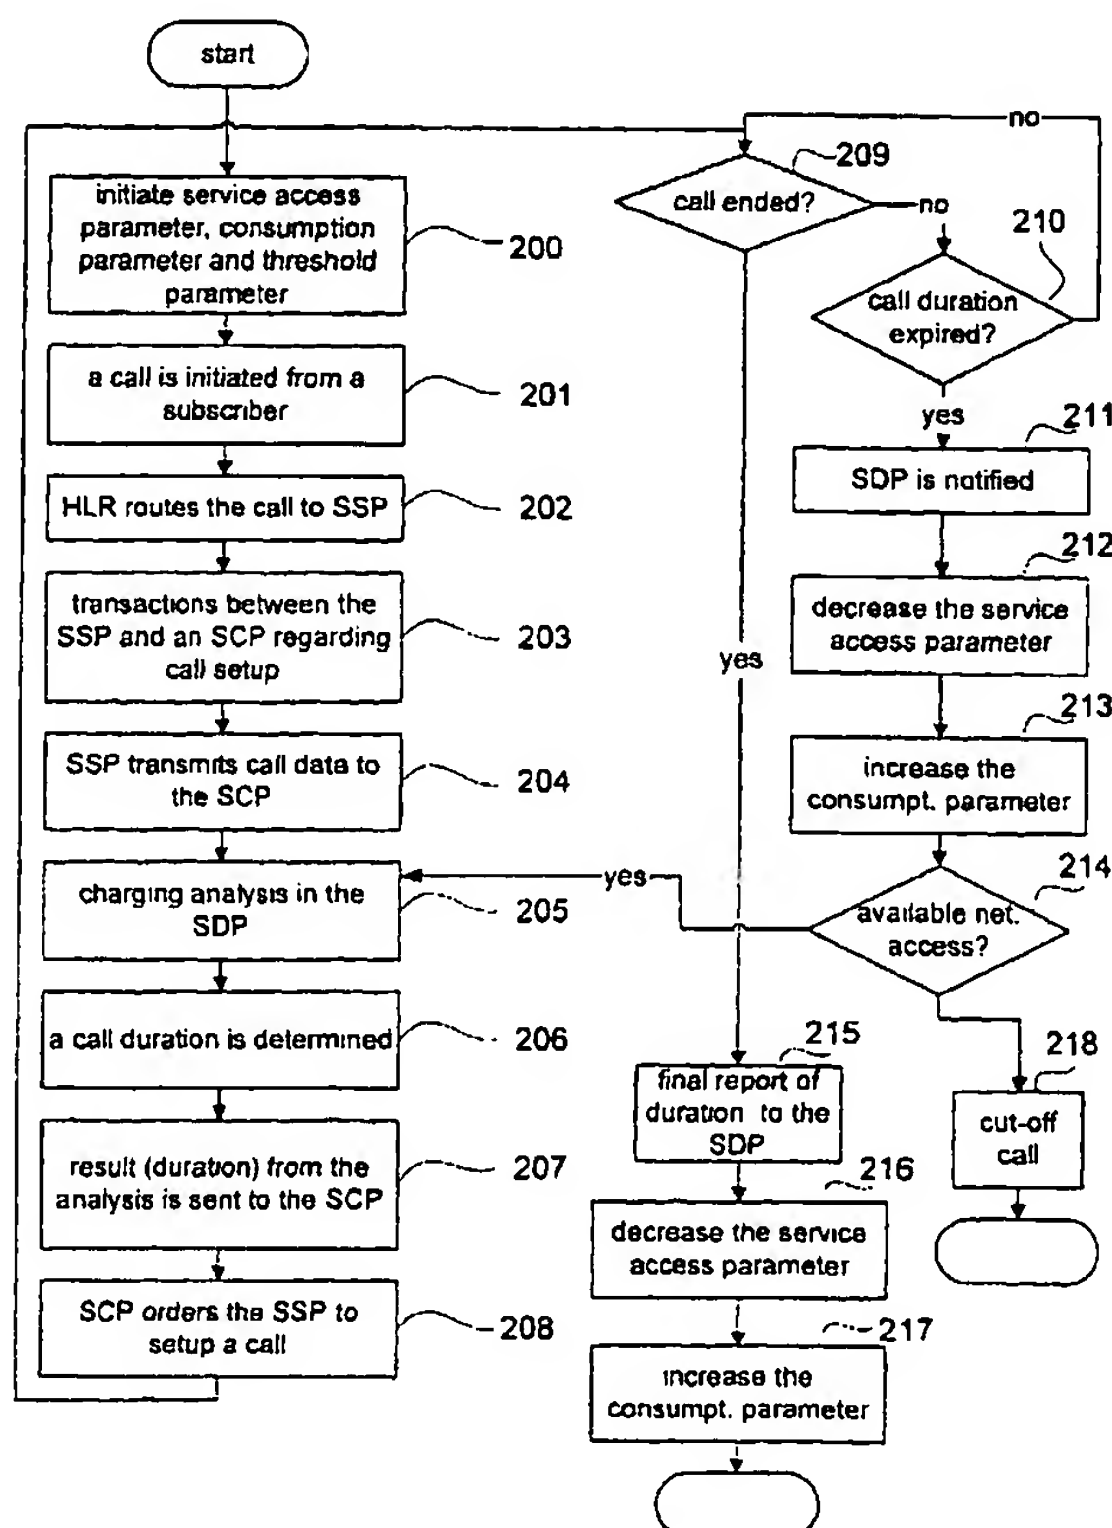 start
initiate service access
parameter, consumption
parameter and threshold
parameter
200
a call is initiated from a
subscriber
201
HLR routes the call to SSP
202
transactions between the
SSP and an SCP regarding
call setup
203
SSP transmits call data to
the SCP
204
charging analysis in the
SDP
205
a call duration is determined
206
result (duration) from the
analysis is sent to the SCP
207
SCP orders the SSP to
setup a call
208
no
209
call ended?
no
210
call duration
expired?
yes
211
SDP is notified
212
decrease the service
access parameter
yes
213
increase the
consumpt. parameter
214
yes
available net.
access?
215
final report of
duration to the
SDP
218
cut-off
call
216
decrease the service
access parameter
217
increase the
consumpt. parameter